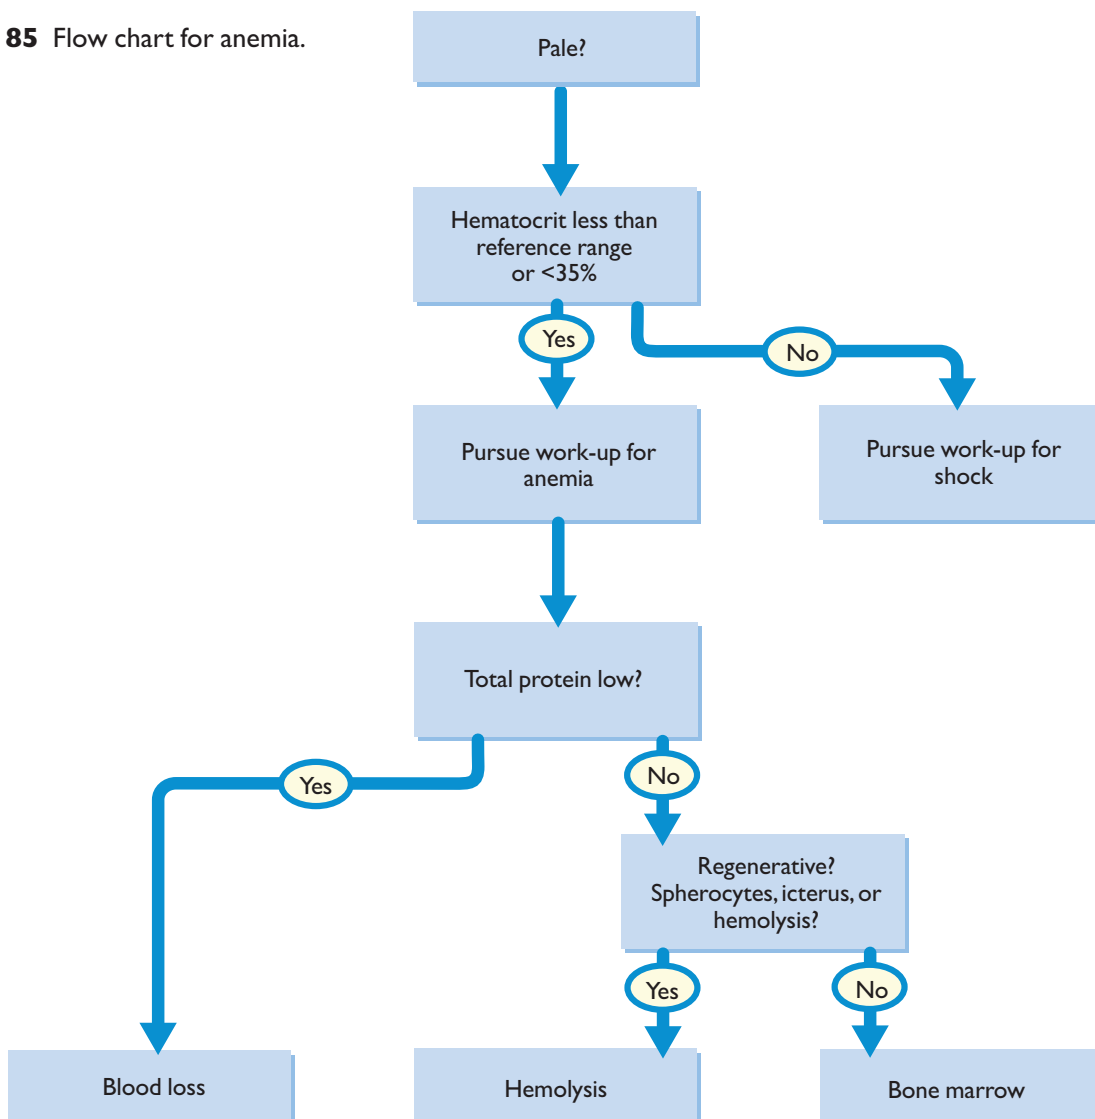 85 Flow chart for anemia.
Pale?
Hematocrit less than
reference range
or <35%
Yes
No
Pursue work-up for
anemia
Pursue work-up for
shock
Total protein low?
Yes
No
Regenerative?
Spherocytes, icterus, or
hemolysis?
Yes
No
Blood loss
Hemolysis
Bone marrow